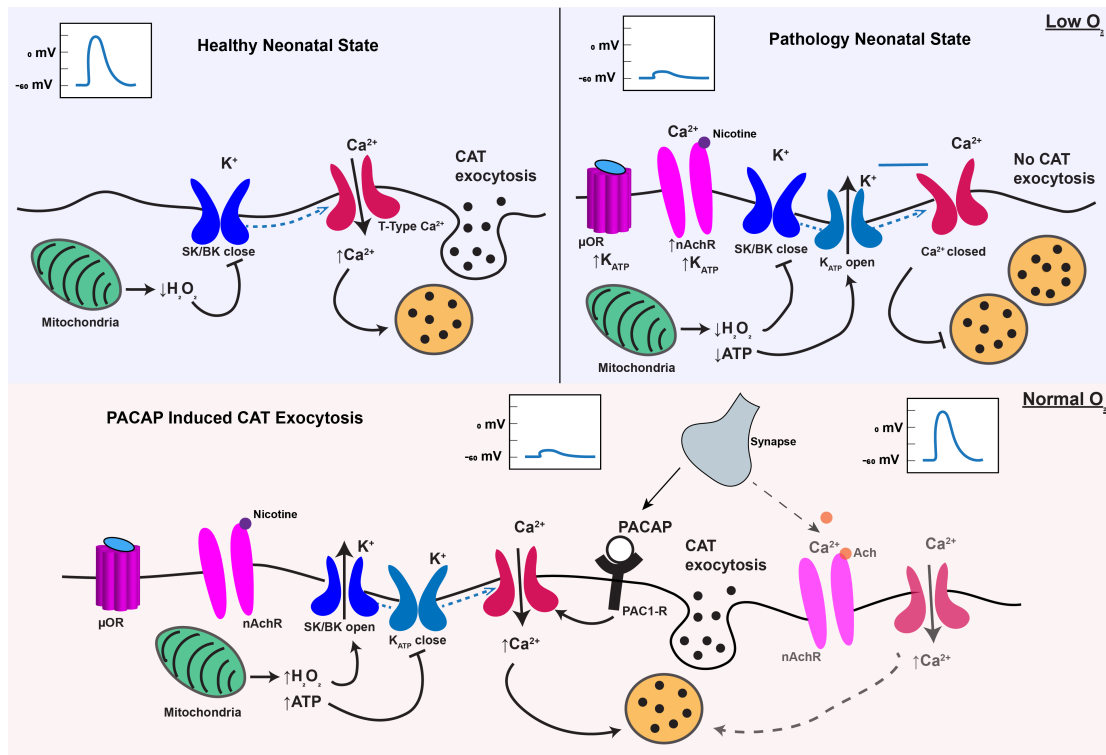 Low O₂
Healthy Neonatal State
0 mV
-60 mV
K⁺
Ca²⁺
CAT
exocytosis
T-Type Ca²⁺
SK/BK close
↑Ca²⁺
↓H₂O₂
Mitochondria
Pathology Neonatal State
0 mV
-60 mV
Ca²⁺
Nicotine
K⁺
K⁺
Ca²⁺
No CAT
exocytosis
µOR
↑K_ATP
↑nAchR
↑K_ATP
SK/BK close
K_ATP open
Ca²⁺ closed
↓H₂O₂
↓ATP
Mitochondria
Normal O₂
PACAP Induced CAT Exocytosis
0 mV
-60 mV
Synapse
0 mV
-60 mV
Nicotine
K⁺
K⁺
Ca²⁺
PACAP
CAT
exocytosis
Ca²⁺
Ach
Ca²⁺
µOR
nAchR
SK/BK open
K_ATP close
PAC1-R
↑Ca²⁺
nAchR
↑Ca²⁺
↑H₂O₂
↑ATP
Mitochondria